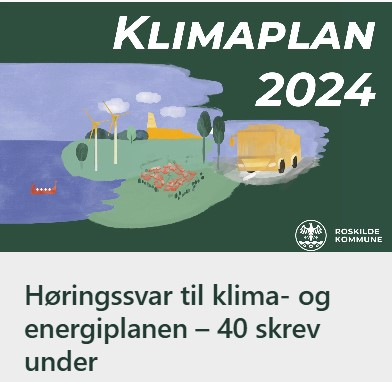 KLIMAPLAN
2024
ROSKILDE
KOMMUNE
Høringssvar til klima- og
energiplanen – 40 skrev
under